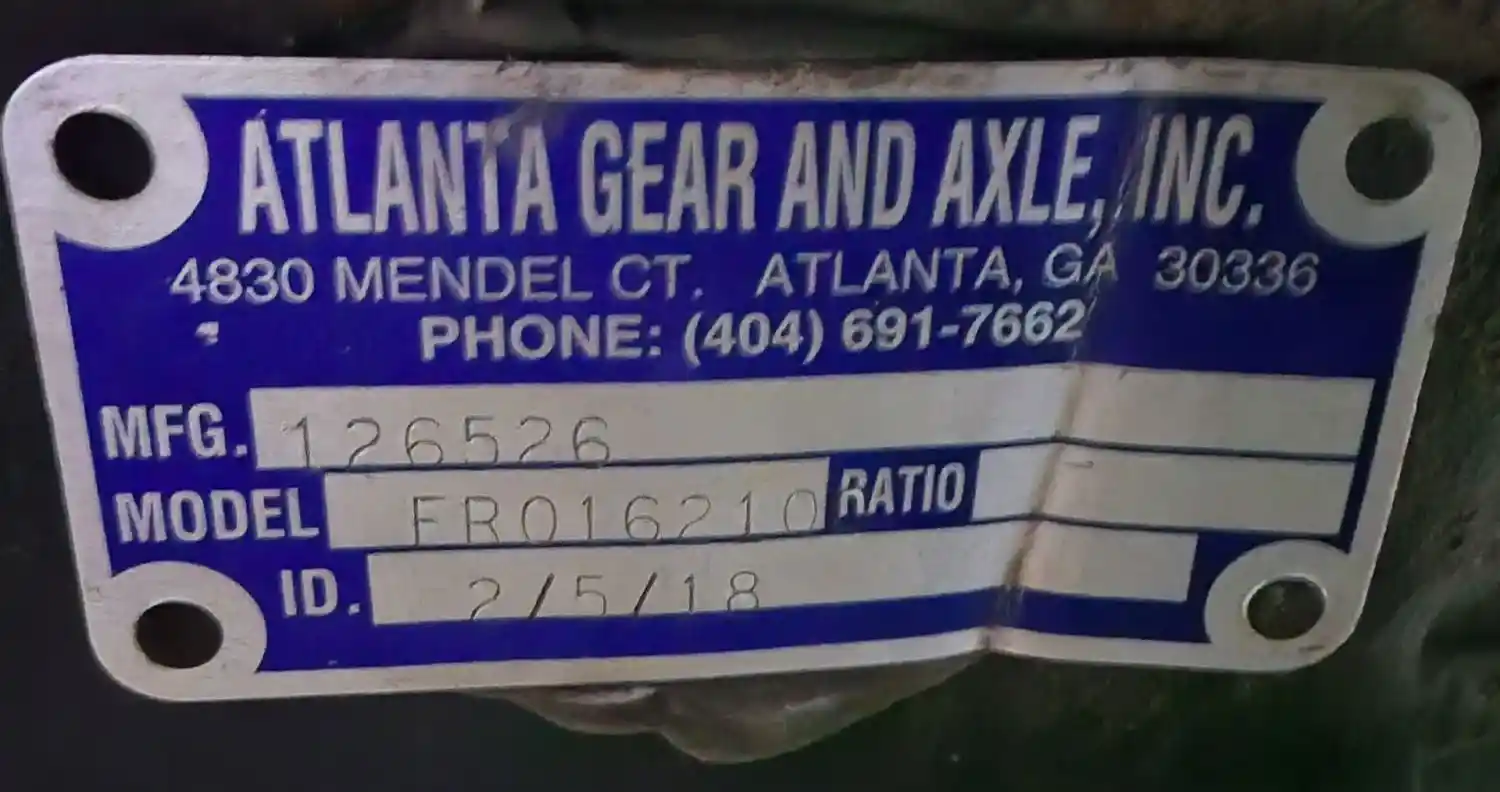 ATLANTA GEAR AND AXLE, INC.
4830 MENDEL CT. ATLANTA, GA 30336
PHONE: (404) 691-7662
MFG. 126526
MODEL FRO16210 RATIO
ID. 2/5/18